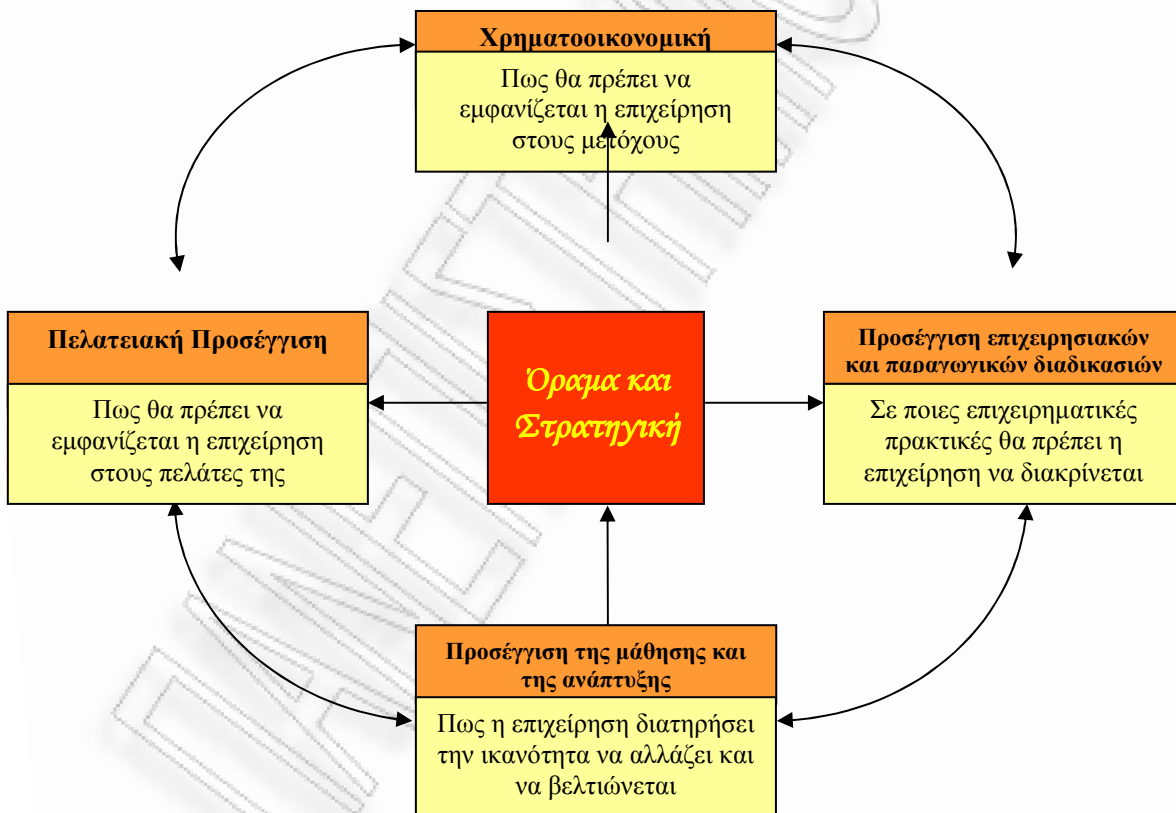 Χρηματοοικονομική
Πως θα πρέπει να
εμφανίζεται η επιχείρηση
στους μετόχους
Πελατειακή Προσέγγιση
Πως θα πρέπει να
εμφανίζεται η επιχείρηση
στους πελάτες της
Όραμα και
Στρατηγική
Προσέγγιση επιχειρησιακών
και παραγωγικών διαδικασιών
Σε ποιες επιχειρηματικές
πρακτικές θα πρέπει η
επιχείρηση να διακρίνεται
Προσέγγιση της μάθησης και
της ανάπτυξης
Πως η επιχείρηση διατηρήσει
την ικανότητα να αλλάζει και
να βελτιώνεται